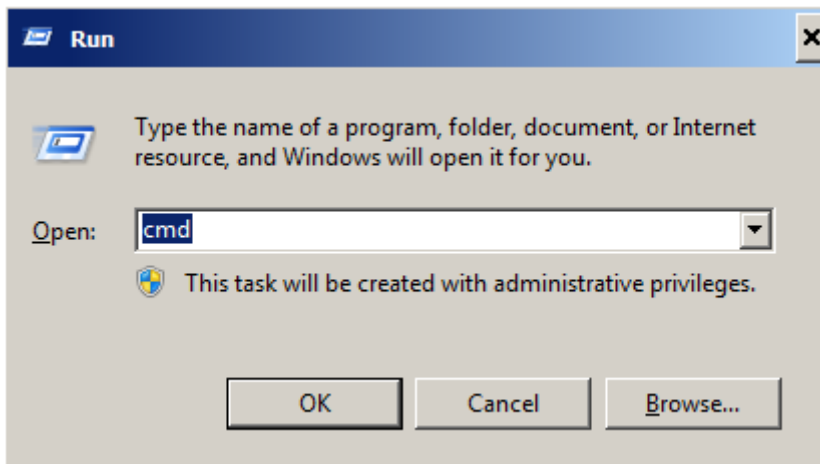 Run
Type the name of a program, folder, document, or Internet
resource, and Windows will open it for you.
Open: cmd
This task will be created with administrative privileges.
OK Cancel Browse...